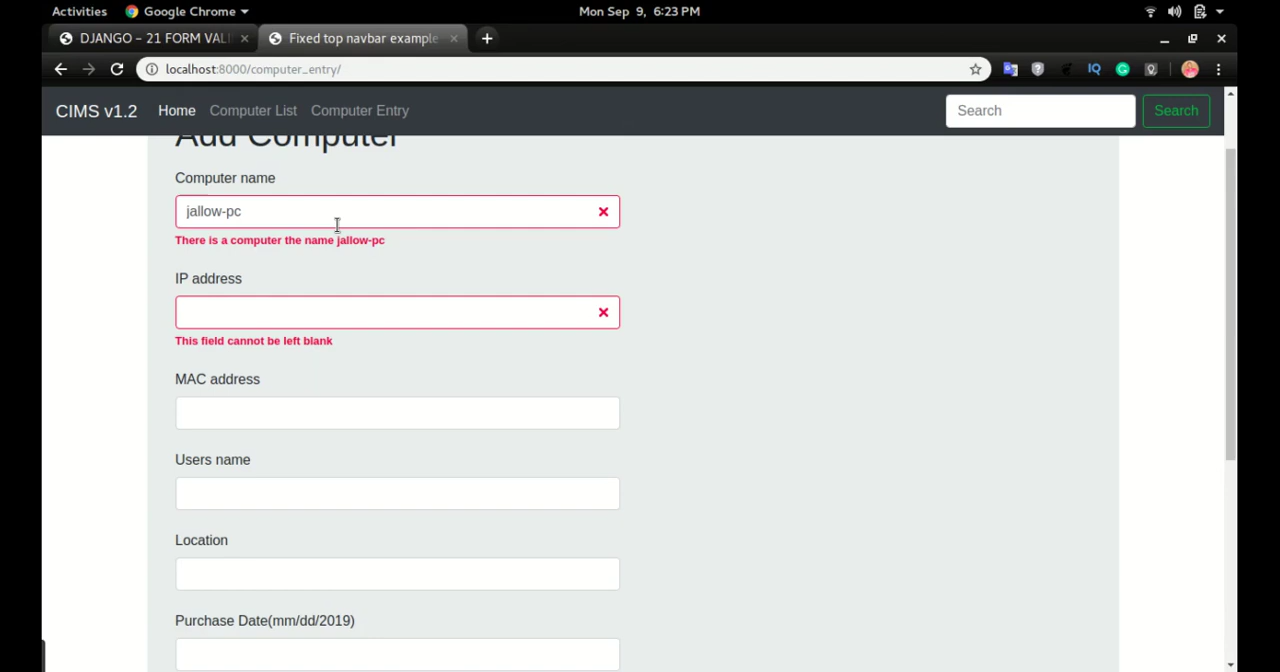 Activities Google Chrome Mon Sep 9, 6:23 PM
DJANGO – 21 FORM VALI Fixed top navbar example
localhost:8000/computer_entry/
IQ
CIMS v1.2 Home Computer List Computer Entry Search Search
Add Computer
Computer name
jallow-pc
There is a computer the name jallow-pc
IP address
This field cannot be left blank
MAC address
Users name
Location
Purchase Date(mm/dd/2019)